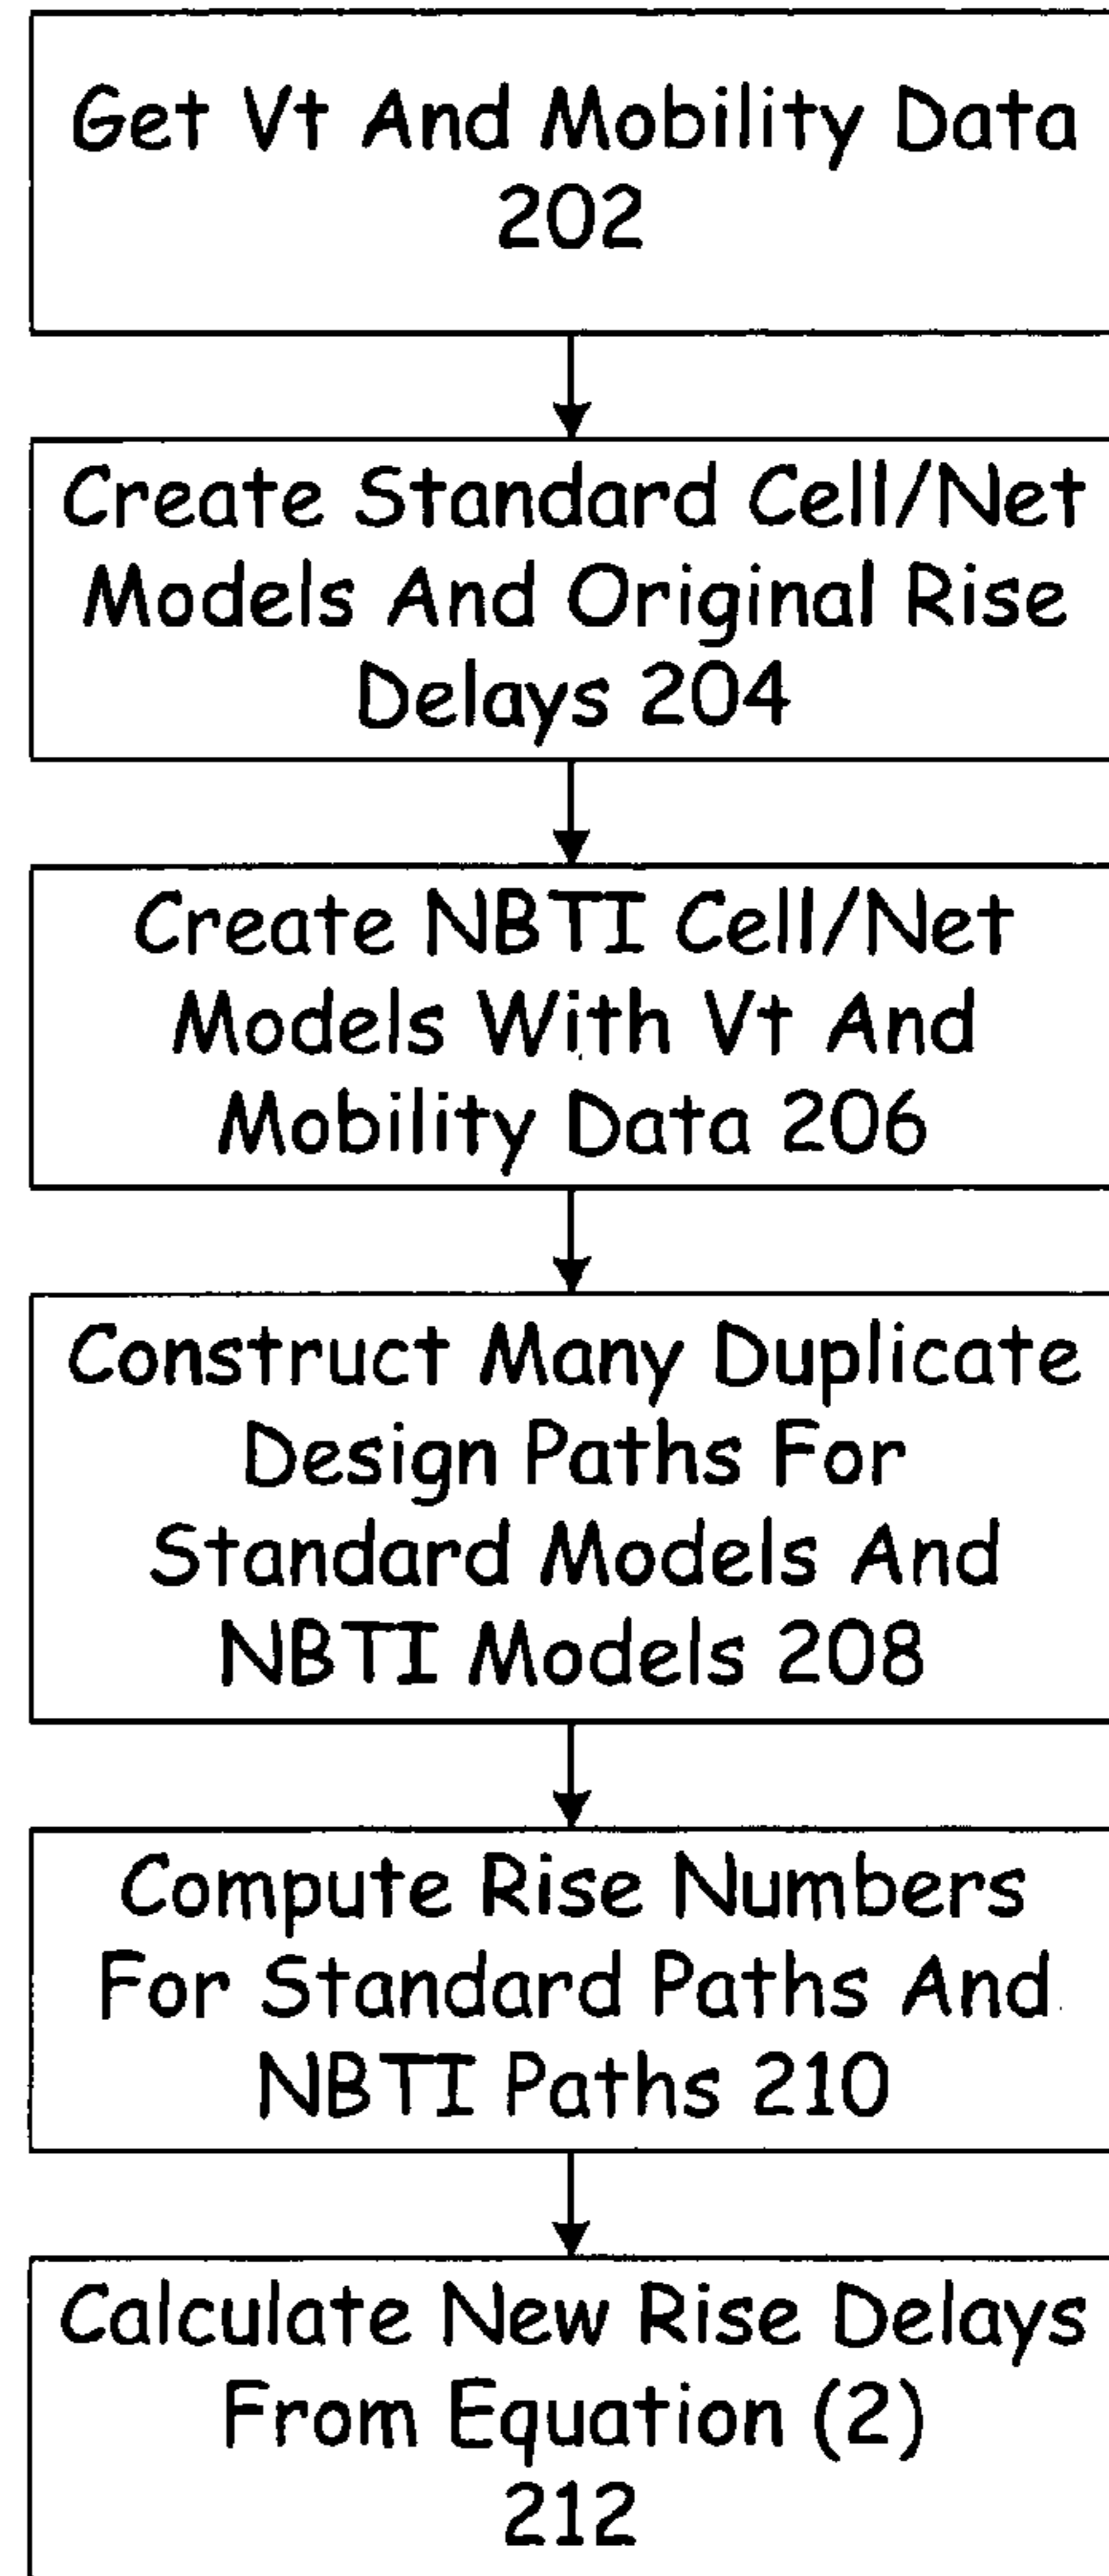 Get Vt And Mobility Data
202
Create Standard Cell/Net
Models And Original Rise
Delays 204
Create NBTI Cell/Net
Models With Vt And
Mobility Data 206
Construct Many Duplicate
Design Paths For
Standard Models And
NBTI Models 208
Compute Rise Numbers
For Standard Paths And
NBTI Paths 210
Calculate New Rise Delays
From Equation (2)
212